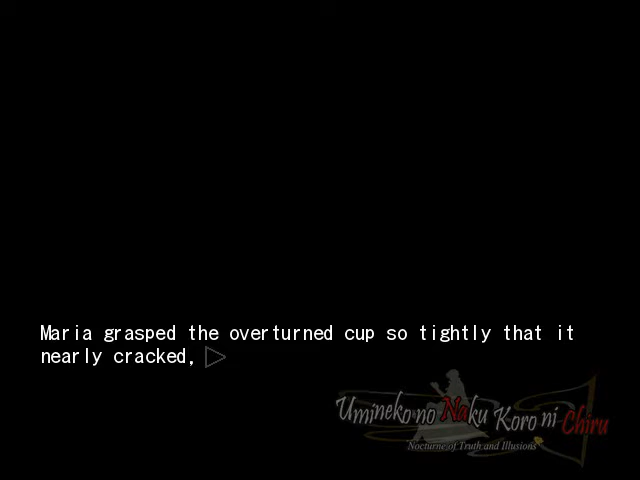 Maria grasped the overturned cup so tightly that it
nearly cracked,
Umineko no Naku Koro ni Chiru
Nocturne of Truth and Illusions